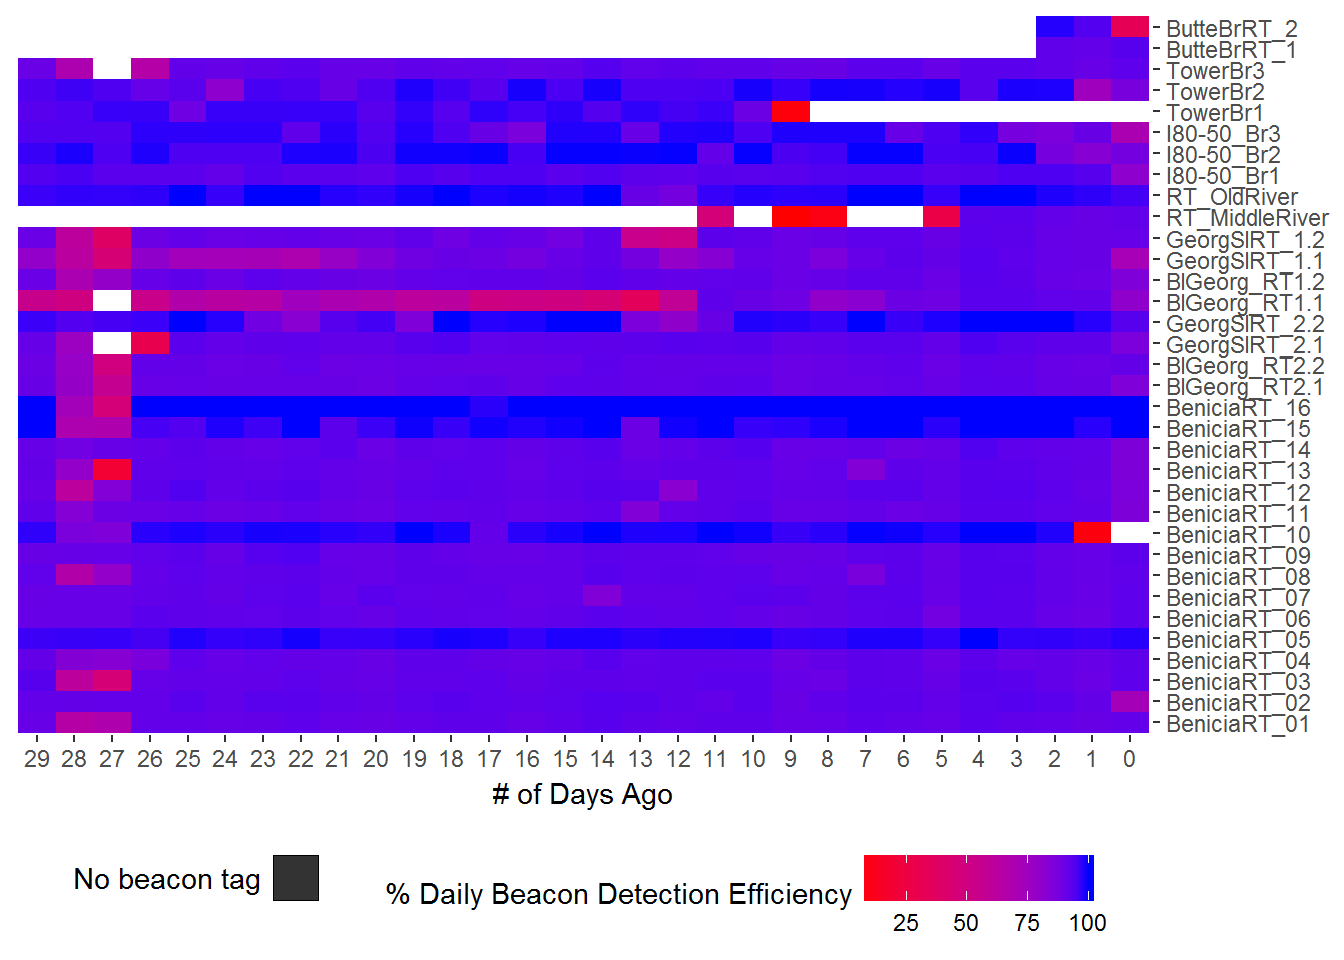 ButteBrRT_2
ButteBrRT_1
TowerBr3
TowerBr2
TowerBr1
I80-50_Br3
I80-50_Br2
I80-50_Br1
RT_OldRiver
RT_MiddleRiver
GeorgSlRT_1.2
GeorgSlRT_1.1
BlGeorg_RT1.2
BlGeorg_RT1.1
GeorgSlRT_2.2
GeorgSlRT_2.1
BlGeorg_RT2.2
BlGeorg_RT2.1
BeniciaRT_16
BeniciaRT_15
BeniciaRT_14
BeniciaRT_13
BeniciaRT_12
BeniciaRT_11
BeniciaRT_10
BeniciaRT_09
BeniciaRT_08
BeniciaRT_07
BeniciaRT_06
BeniciaRT_05
BeniciaRT_04
BeniciaRT_03
BeniciaRT_02
BeniciaRT_01
29 28 27 26 25 24 23 22 21 20 19 18 17 16 15 14 13 12 11 10 9 8 7 6 5 4 3 2 1 0
# of Days Ago
No beacon tag
% Daily Beacon Detection Efficiency
25 50 75 100